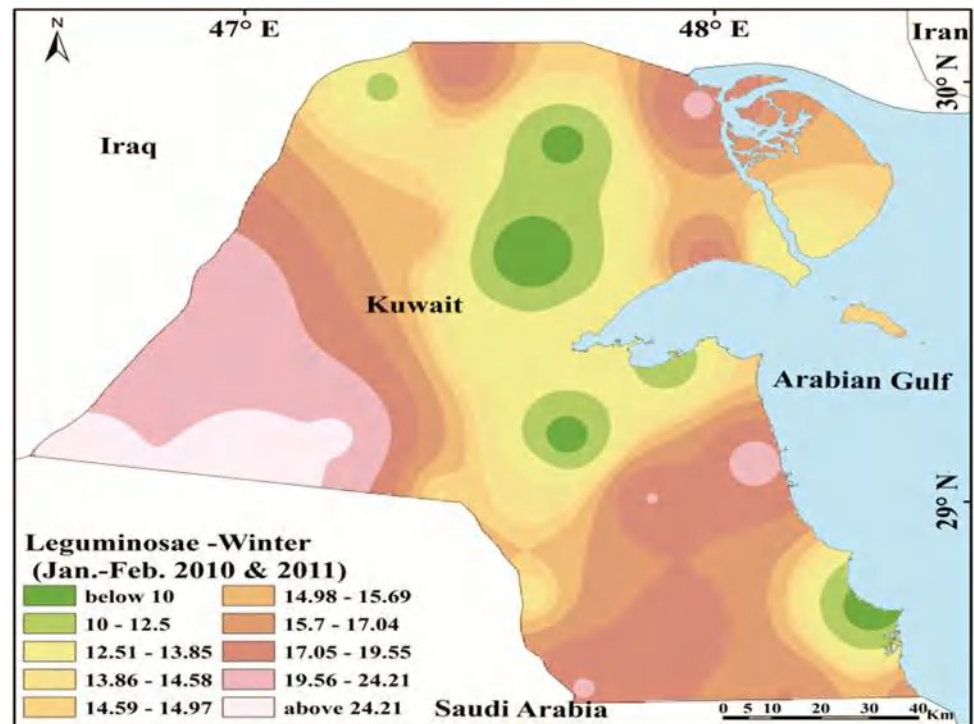 47° E
48° E
Iran
N
30° N
Iraq
Kuwait
Arabian Gulf
29° N
Leguminosae -Winter
(Jan.-Feb. 2010 & 2011)
below 10
10 - 12.5
12.51 - 13.85
13.86 - 14.58
14.59 - 14.97
14.98 - 15.69
15.7 - 17.04
17.05 - 19.55
19.56 - 24.21
above 24.21
Saudi Arabia
0 5 10 20 30 40 Km